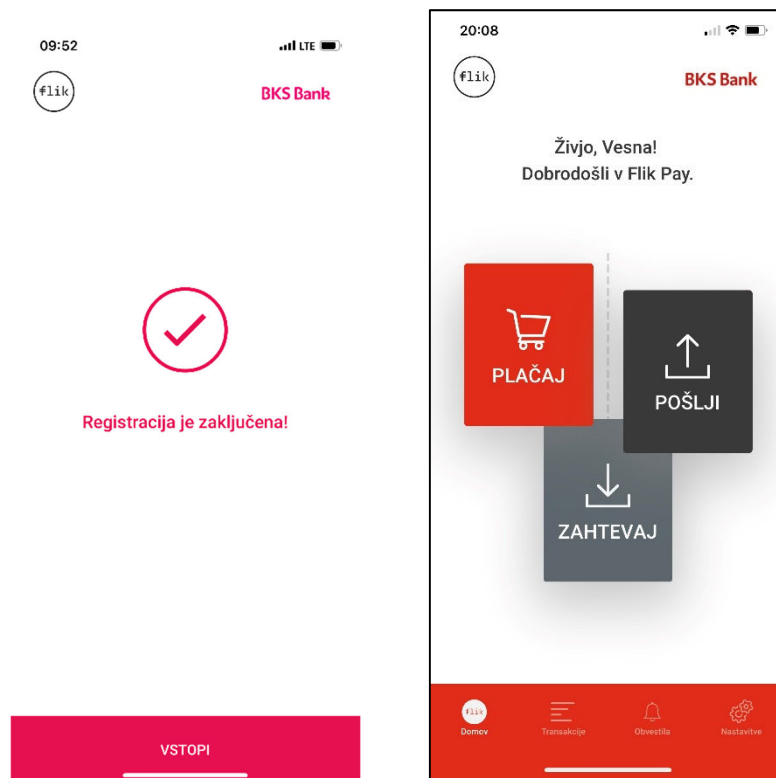 09:52
LTE
flik
BKS Bank
Registracija je zaključena!
VSTOPI
20:08
flik
BKS Bank
Živjo, Vesna!
Dobrodošli v Flik Pay.
PLAČAJ
POŠLJI
ZAHTEVAJ
flik
Domov
Transakcije
Obvestila
Nastavitve